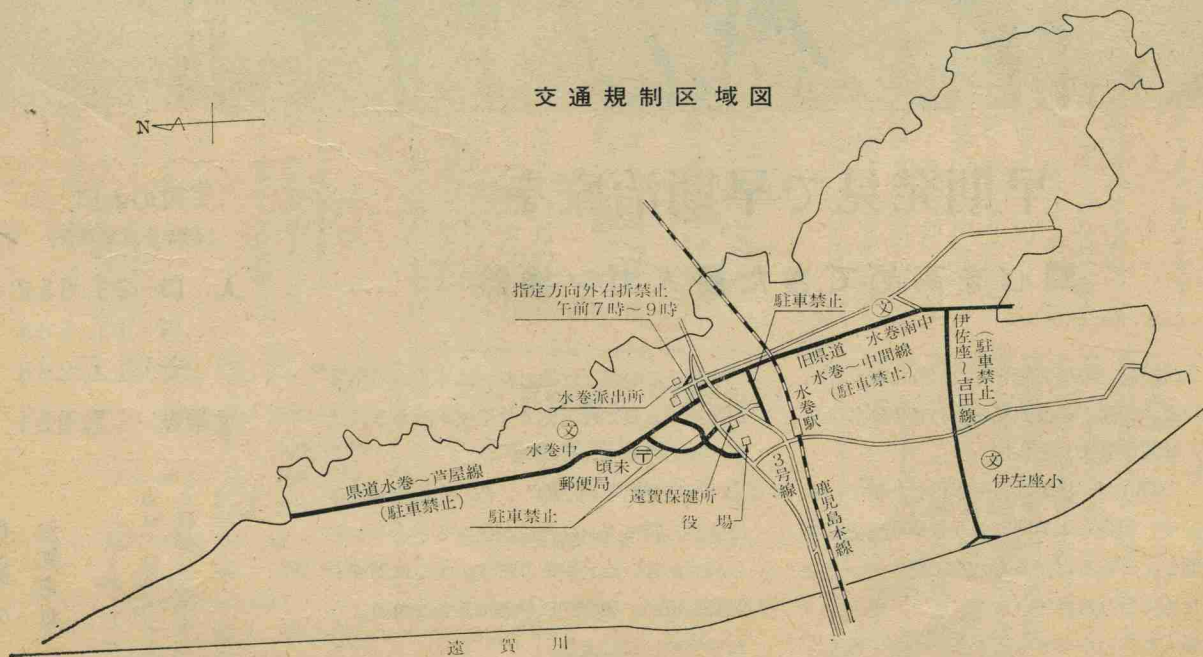 交通規制区域図
N
指定方向外右折禁止
午前7時～9時
駐車禁止
水巻派出所
文
水巻中
県道水巻～芦屋線
(駐車禁止)
頃末
郵便局
〒
駐車禁止
遠賀保健所
役場
3号線
水巻駅
鹿児島本線
文
水巻南中
旧県道
水巻～中間線
(駐車禁止)
(駐車禁止)
伊佐座～吉田線
文
伊左座小
遠賀川